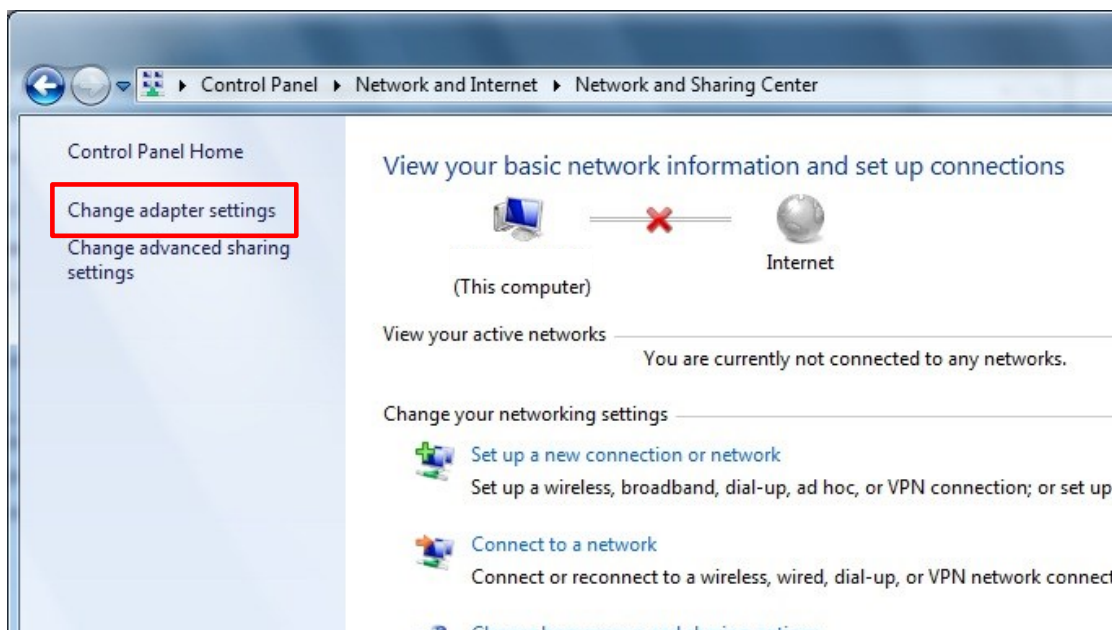 Control Panel ▸ Network and Internet ▸ Network and Sharing Center
Control Panel Home
Change adapter settings
Change advanced sharing
settings
View your basic network information and set up connections
(This computer)
Internet
View your active networks
You are currently not connected to any networks.
Change your networking settings
Set up a new connection or network
Set up a wireless, broadband, dial-up, ad hoc, or VPN connection; or set up
Connect to a network
Connect or reconnect to a wireless, wired, dial-up, or VPN network connect